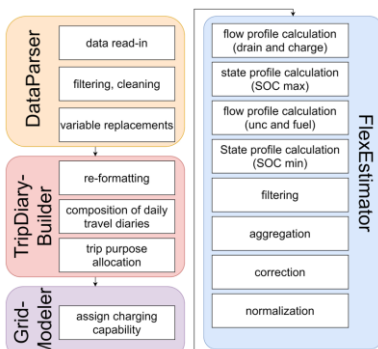 DataParser
data read-in
filtering, cleaning
variable replacements
TripDiary-
Builder
re-formatting
composition of daily
travel diaries
trip purpose
allocation
Grid-
Modeler
assign charging
capability
FlexEstimator
flow profile calculation
(drain and charge)
state profile calculation
(SOC max)
flow profile calculation
(unc and fuel)
State profile calculation
(SOC min)
filtering
aggregation
correction
normalization